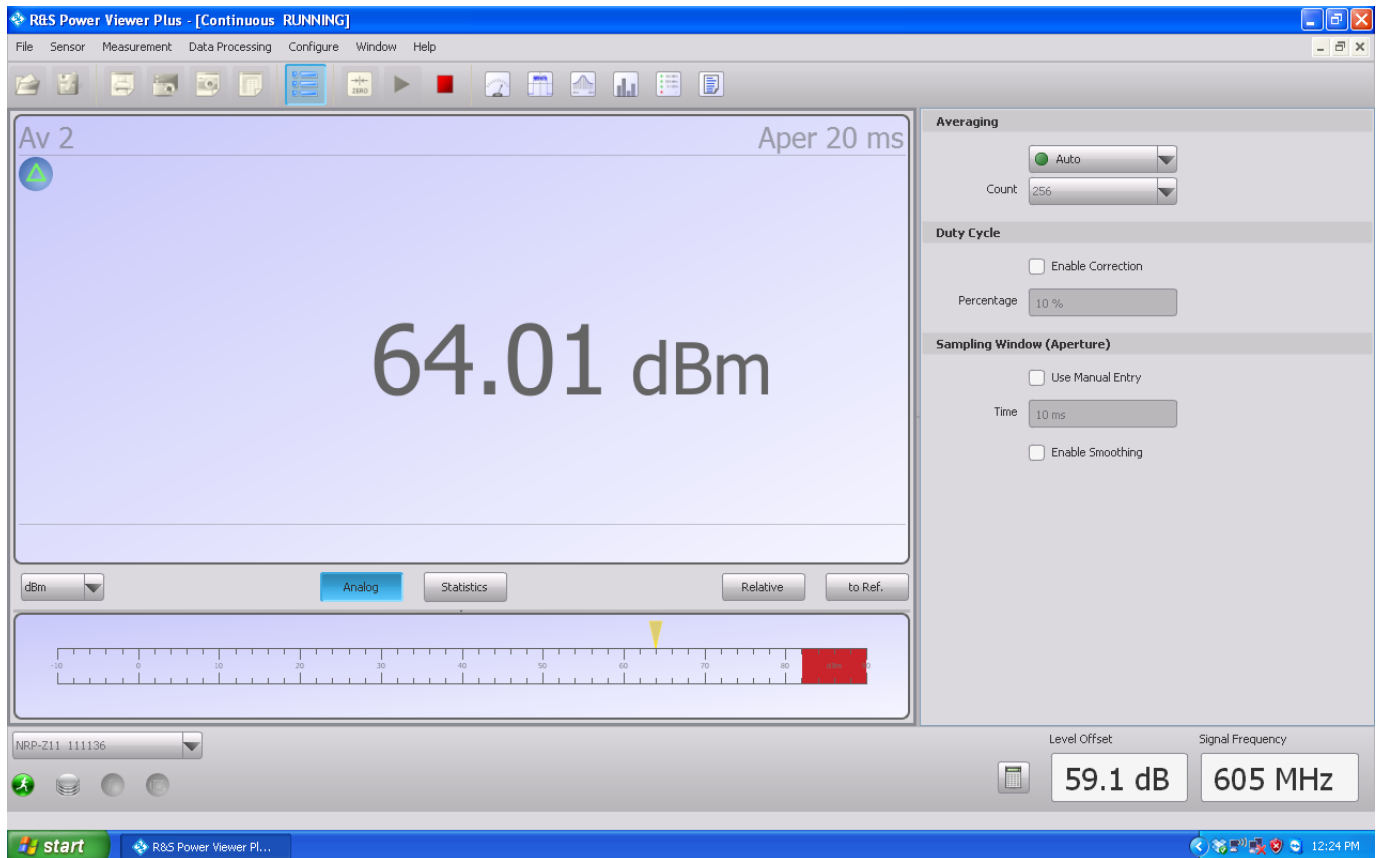 R&S Power Viewer Plus - [Continuous RUNNING]
File Sensor Measurement Data Processing Configure Window Help
ZERO
Av 2 Aper 20 ms
64.01 dBm
dBm Analog Statistics Relative to Ref.
-10 0 10 20 30 40 50 60 70 80 dBm 90
Averaging
Auto
Count 256
Duty Cycle
Enable Correction
Percentage 10 %
Sampling Window (Aperture)
Use Manual Entry
Time 10 ms
Enable Smoothing
NRP-Z11 111136
Level Offset Signal Frequency
59.1 dB 605 MHz
start R&S Power Viewer Pl... 12:24 PM